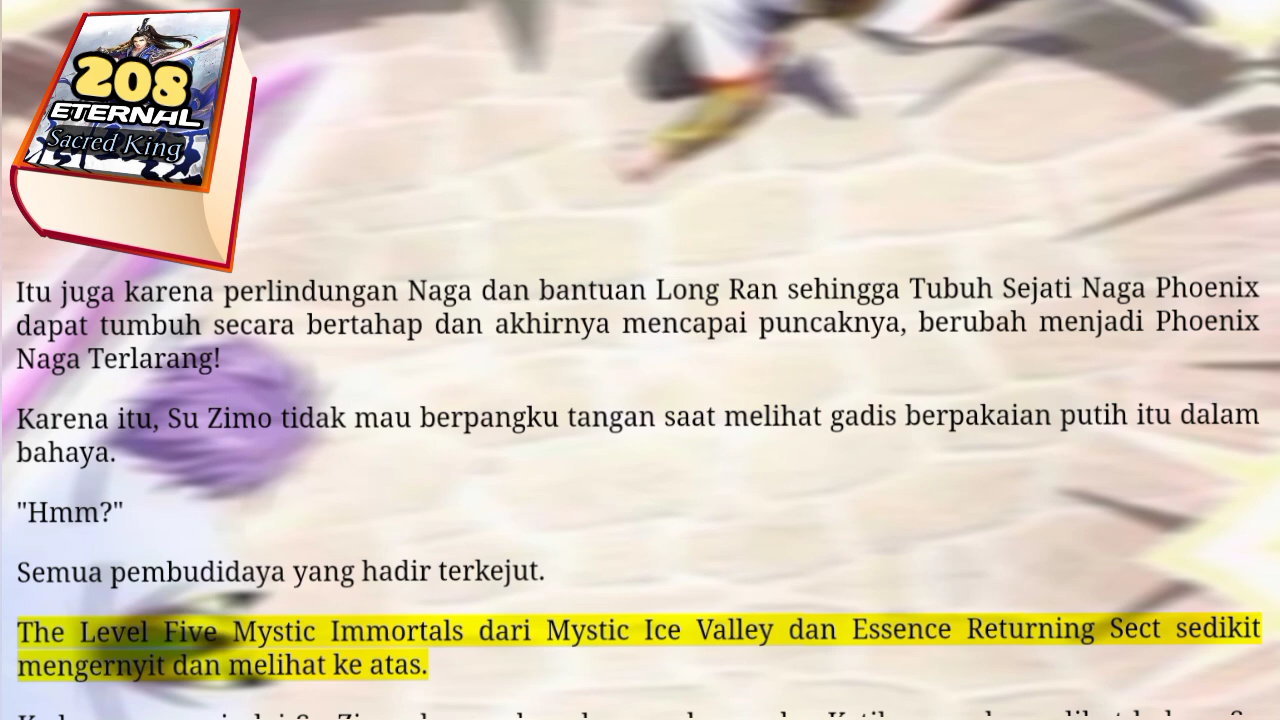 208
ETERNAL
Sacred King
Itu juga karena perlindungan Naga dan bantuan Long Ran sehingga Tubuh Sejati Naga Phoenix
dapat tumbuh secara bertahap dan akhirnya mencapai puncaknya, berubah menjadi Phoenix
Naga Terlarang!
Karena itu, Su Zimo tidak mau berpangku tangan saat melihat gadis berpakaian putih itu dalam
bahaya.
"Hmm?"
Semua pembudidaya yang hadir terkejut.
The Level Five Mystic Immortals dari Mystic Ice Valley dan Essence Returning Sect sedikit
mengernyit dan melihat ke atas.